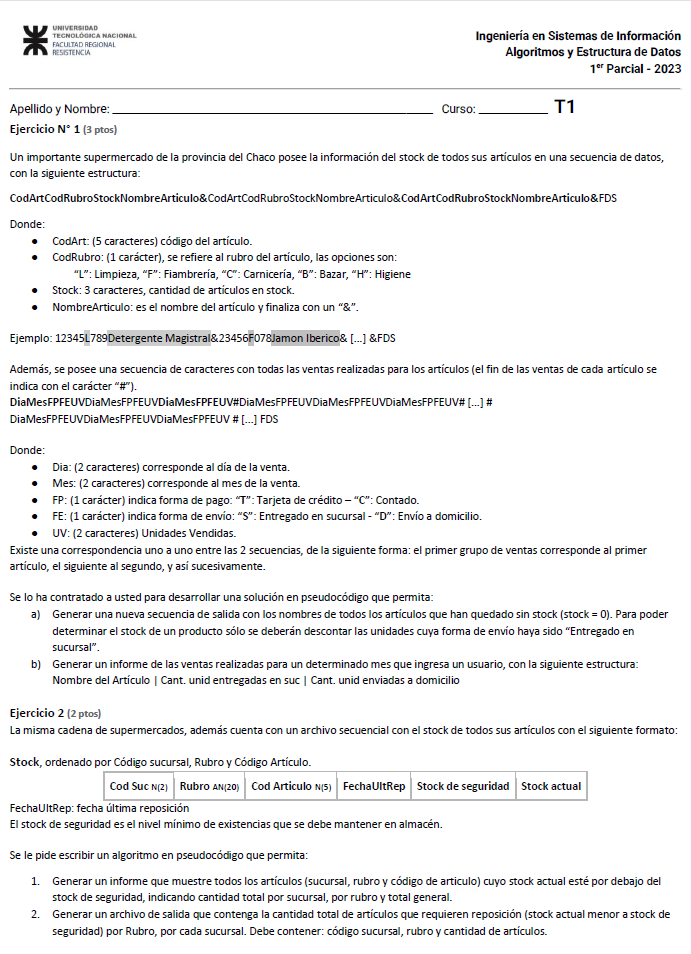 UNIVERSIDAD
TECNOLÓGICA NACIONAL
FACULTAD REGIONAL
RESISTENCIA
Ingeniería en Sistemas de Información
Algoritmos y Estructura de Datos
1er Parcial - 2023
Apellido y Nombre: ________ Curso: ________ T1
Ejercicio N° 1 (3 ptos)
Un importante supermercado de la provincia del Chaco posee la información del stock de todos sus artículos en una secuencia de datos,
con la siguiente estructura:
CodArtCodRubroStockNombreArticulo&CodArtCodRubroStockNombreArticulo&CodArtCodRubroStockNombreArticulo&FDS
Donde:
● CodArt: (5 caracteres) código del artículo.
● CodRubro: (1 carácter), se refiere al rubro del artículo, las opciones son:
“L”: Limpieza, “F”: Fiambrería, “C”: Carnicería, “B”: Bazar, “H”: Higiene
● Stock: 3 caracteres, cantidad de artículos en stock.
● NombreArticulo: es el nombre del artículo y finaliza con un “&”.
Ejemplo: 12345L789Detergente Magistral&23456F078Jamon Iberico& [...] &FDS
Además, se posee una secuencia de caracteres con todas las ventas realizadas para los artículos (el fin de las ventas de cada artículo se
indica con el carácter “#”).
DiaMesFPFEUVDiaMesFPFEUVDiaMesFPFEUV#DiaMesFPFEUVDiaMesFPFEUVDiaMesFPFEUV# [...] #
DiaMesFPFEUVDiaMesFPFEUVDiaMesFPFEUV # [...] FDS
Donde:
● Dia: (2 caracteres) corresponde al día de la venta.
● Mes: (2 caracteres) corresponde al mes de la venta.
● FP: (1 carácter) indica forma de pago: “T”: Tarjeta de crédito – “C”: Contado.
● FE: (1 carácter) indica forma de envío: “S”: Entregado en sucursal - “D”: Envío a domicilio.
● UV: (2 caracteres) Unidades Vendidas.
Existe una correspondencia uno a uno entre las 2 secuencias, de la siguiente forma: el primer grupo de ventas corresponde al primer
artículo, el siguiente al segundo, y así sucesivamente.
Se lo ha contratado a usted para desarrollar una solución en pseudocódigo que permita:
a) Generar una nueva secuencia de salida con los nombres de todos los artículos que han quedado sin stock (stock = 0). Para poder
determinar el stock de un producto sólo se deberán descontar las unidades cuya forma de envío haya sido “Entregado en
sucursal”.
b) Generar un informe de las ventas realizadas para un determinado mes que ingresa un usuario, con la siguiente estructura:
Nombre del Artículo | Cant. unid entregadas en suc | Cant. unid enviadas a domicilio
Ejercicio 2 (2 ptos)
La misma cadena de supermercados, además cuenta con un archivo secuencial con el stock de todos sus artículos con el siguiente formato:
Stock, ordenado por Código sucursal, Rubro y Código Artículo.
Cod Suc N(2) Rubro AN(20) Cod Articulo N(5) FechaUltRep Stock de seguridad Stock actual
FechaUltRep: fecha última reposición
El stock de seguridad es el nivel mínimo de existencias que se debe mantener en almacén.
Se le pide escribir un algoritmo en pseudocódigo que permita:
1. Generar un informe que muestre todos los artículos (sucursal, rubro y código de articulo) cuyo stock actual esté por debajo del
stock de seguridad, indicando cantidad total por sucursal, por rubro y total general.
2. Generar un archivo de salida que contenga la cantidad total de artículos que requieren reposición (stock actual menor a stock de
seguridad) por Rubro, por cada sucursal. Debe contener: código sucursal, rubro y cantidad de artículos.